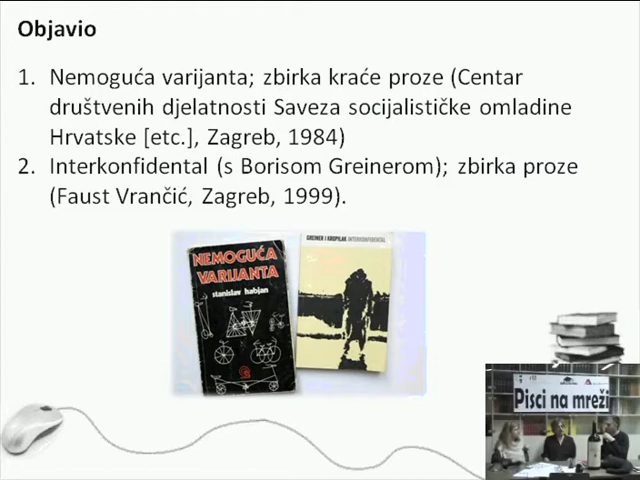 Objavio
1. Nemoguća varijanta; zbirka kraće proze (Centar
društvenih djelatnosti Saveza socijalističke omladine
Hrvatske [etc.], Zagreb, 1984)
2. Interkonfidental (s Borisom Greinerom); zbirka proze
(Faust Vrančić, Zagreb, 1999).
NEMOGUĆA
VARIJANTA
stanislav habjan
GREINER I KROPILAK INTERKONFIDENTAL
Pisci na mreži